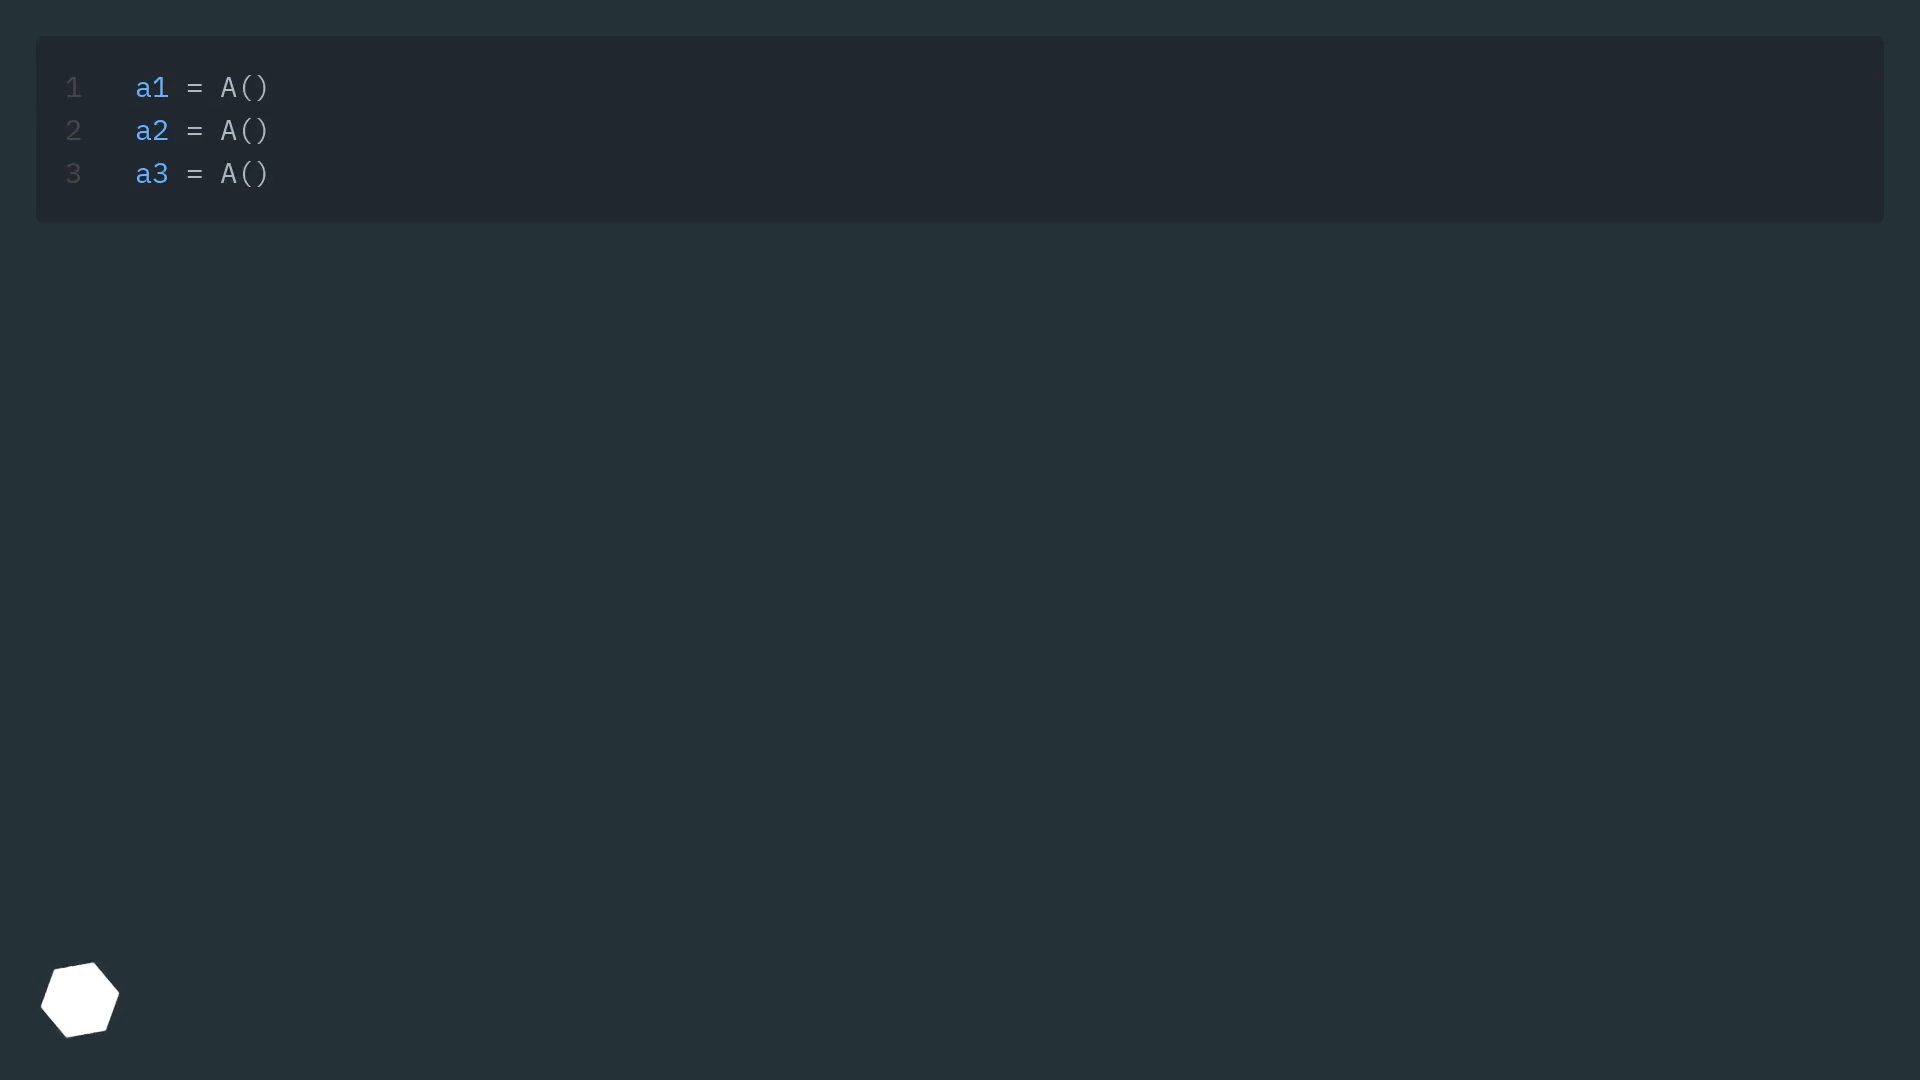 1 a1 = A()
2 a2 = A()
3 a3 = A()